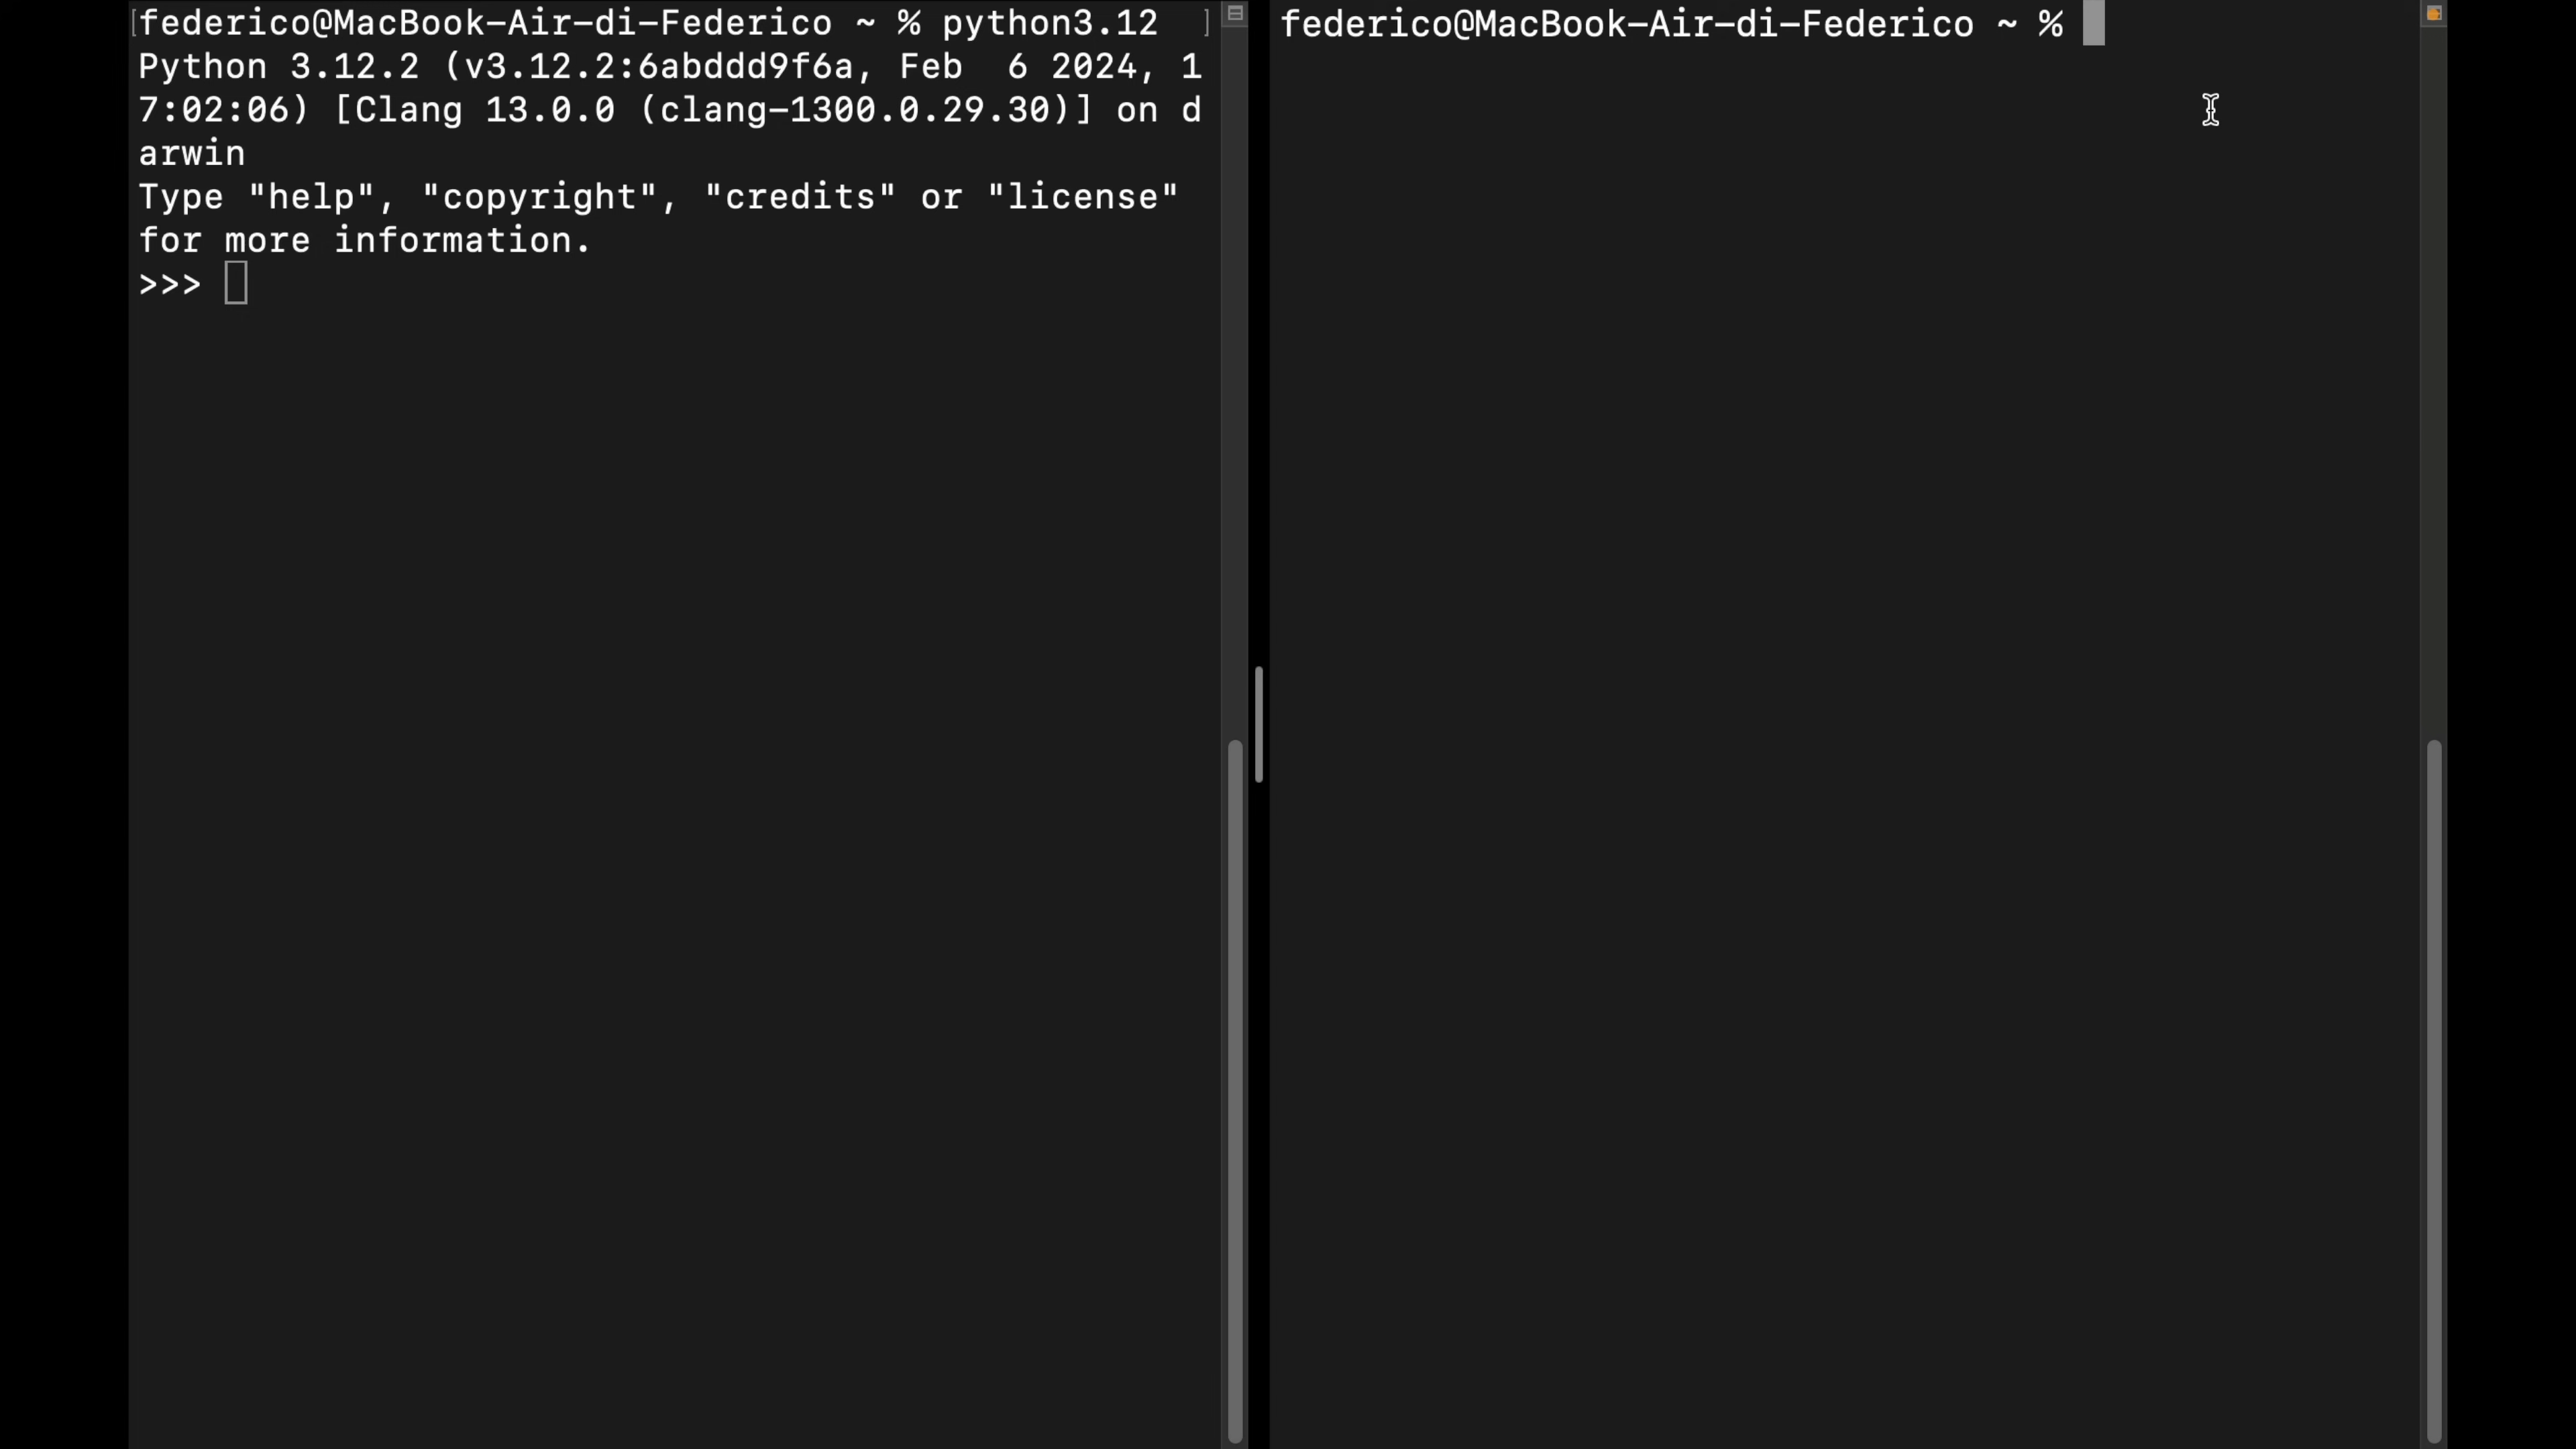 [federico@MacBook-Air-di-Federico ~ % python3.12 ]
Python 3.12.2 (v3.12.2:6abddd9f6a, Feb  6 2024, 1
7:02:06) [Clang 13.0.0 (clang-1300.0.29.30)] on d
arwin
Type "help", "copyright", "credits" or "license"
for more information.
>>>
federico@MacBook-Air-di-Federico ~ %